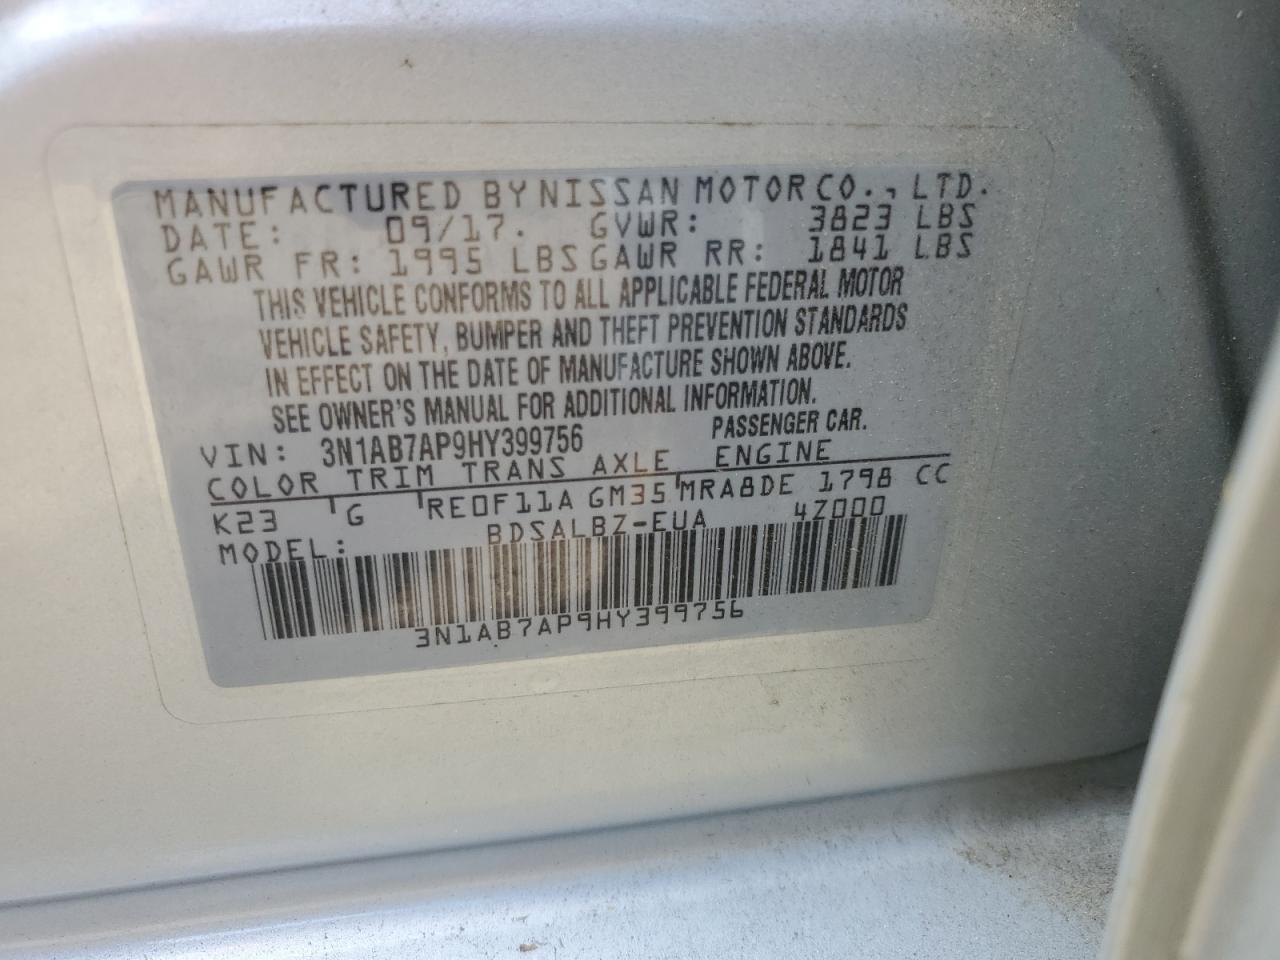 MANUFACTURED BY NISSAN MOTOR CO., LTD.
DATE: 09/17. GVWR: 3823 LBS
GAWR FR: 1995 LBS GAWR RR: 1841 LBS
THIS VEHICLE CONFORMS TO ALL APPLICABLE FEDERAL MOTOR
VEHICLE SAFETY, BUMPER AND THEFT PREVENTION STANDARDS
IN EFFECT ON THE DATE OF MANUFACTURE SHOWN ABOVE.
SEE OWNER'S MANUAL FOR ADDITIONAL INFORMATION.
VIN: 3N1AB7AP9HY399756 PASSENGER CAR.
COLOR TRIM TRANS AXLE ENGINE
K23 G RE0F11A GM35 MRA8DE 1798 CC
MODEL: BDSALBZ-EUA 4Z000
3N1AB7AP9HY399756